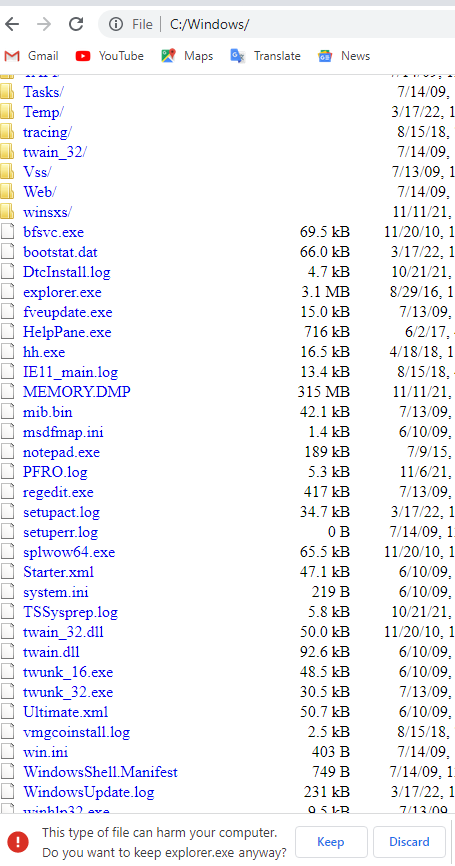 File | C:/Windows/
Gmail YouTube Maps Translate News
Tasks/ 7/14/09,
Temp/ 3/17/22, 1
tracing/ 8/15/18,
twain_32/ 7/14/09,
Vss/ 7/13/09,
Web/ 7/14/09,
winsxs/ 11/11/21,
bfsvc.exe 69.5 kB 11/20/10, 1
bootstat.dat 66.0 kB 3/17/22, 1
DtcInstall.log 4.7 kB 10/21/21,
explorer.exe 3.1 MB 8/29/16, 1
fveupdate.exe 15.0 kB 7/13/09,
HelpPane.exe 716 kB 6/2/17,
hh.exe 16.5 kB 4/18/18, 1
IE11_main.log 13.4 kB 8/15/18,
MEMORY.DMP 315 MB 11/11/21,
mib.bin 42.1 kB 7/13/09,
msdfmap.ini 1.4 kB 6/10/09,
notepad.exe 189 kB 7/9/15,
PFRO.log 5.3 kB 11/6/21,
regedit.exe 417 kB 7/13/09,
setupact.log 34.7 kB 3/17/22, 1
setuperr.log 0 B 7/14/09, 1
splwow64.exe 65.5 kB 11/20/10, 1
Starter.xml 47.1 kB 6/10/09,
system.ini 219 B 6/10/09,
TSSysprep.log 5.8 kB 10/21/21,
twain_32.dll 50.0 kB 11/20/10, 1
twain.dll 92.6 kB 6/10/09,
twunk_16.exe 48.5 kB 6/10/09,
twunk_32.exe 30.5 kB 7/13/09,
Ultimate.xml 50.7 kB 6/10/09,
vmgcoinstall.log 2.5 kB 8/15/18,
win.ini 403 B 7/14/09,
WindowsShell.Manifest 749 B 7/14/09, 1
WindowsUpdate.log 231 kB 3/17/22, 1
winhlp32.exe 9.5 kB 7/13/09,
This type of file can harm your computer.
Do you want to keep explorer.exe anyway?
Keep Discard